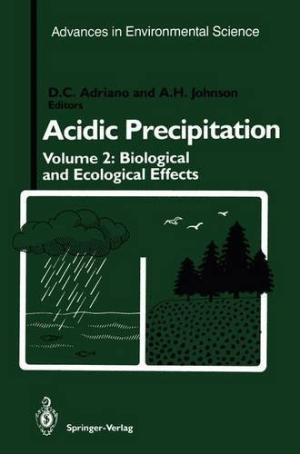 Advances in Environmental Science
D.C. Adriano and A.H. Johnson
Editors
Acidic Precipitation
Volume 2: Biological
and Ecological Effects
Springer-Verlag